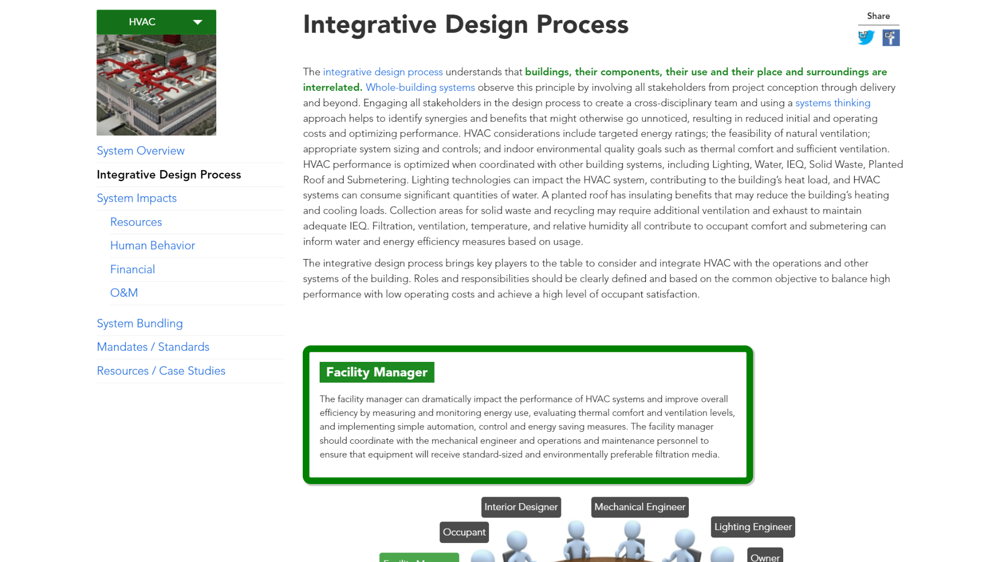 HVAC
System Overview
Integrative Design Process
System Impacts
Resources
Human Behavior
Financial
O&M
System Bundling
Mandates / Standards
Resources / Case Studies
Integrative Design Process
Share
The integrative design process understands that buildings, their components, their use and their place and surroundings are
interrelated. Whole-building systems observe this principle by involving all stakeholders from project conception through delivery
and beyond. Engaging all stakeholders in the design process to create a cross-disciplinary team and using a systems thinking
approach helps to identify synergies and benefits that might otherwise go unnoticed, resulting in reduced initial and operating
costs and optimizing performance. HVAC considerations include targeted energy ratings; the feasibility of natural ventilation;
appropriate system sizing and controls; and indoor environmental quality goals such as thermal comfort and sufficient ventilation.
HVAC performance is optimized when coordinated with other building systems, including Lighting, Water, IEQ, Solid Waste, Planted
Roof and Submetering. Lighting technologies can impact the HVAC system, contributing to the building’s heat load, and HVAC
systems can consume significant quantities of water. A planted roof has insulating benefits that may reduce the building’s heating
and cooling loads. Collection areas for solid waste and recycling may require additional ventilation and exhaust to maintain
adequate IEQ. Filtration, ventilation, temperature, and relative humidity all contribute to occupant comfort and submetering can
inform water and energy efficiency measures based on usage.
The integrative design process brings key players to the table to consider and integrate HVAC with the operations and other
systems of the building. Roles and responsibilities should be clearly defined and based on the common objective to balance high
performance with low operating costs and achieve a high level of occupant satisfaction.
Facility Manager
The facility manager can dramatically impact the performance of HVAC systems and improve overall
efficiency by measuring and monitoring energy use, evaluating thermal comfort and ventilation levels,
and implementing simple automation, control and energy saving measures. The facility manager
should coordinate with the mechanical engineer and operations and maintenance personnel to
ensure that equipment will receive standard-sized and environmentally preferable filtration media.
Interior Designer
Mechanical Engineer
Lighting Engineer
Occupant
Owner